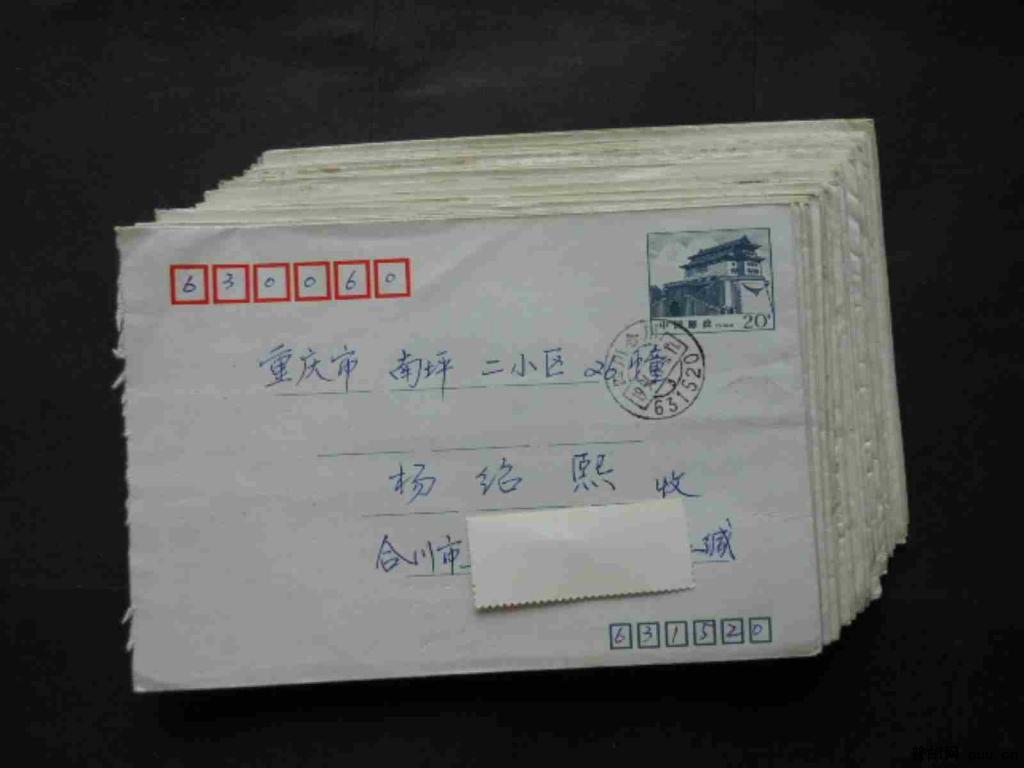 630060
中国邮政 20
重庆市 南坪 二小区 26幢
631520
杨绍熙 收
合川市 缄
631520